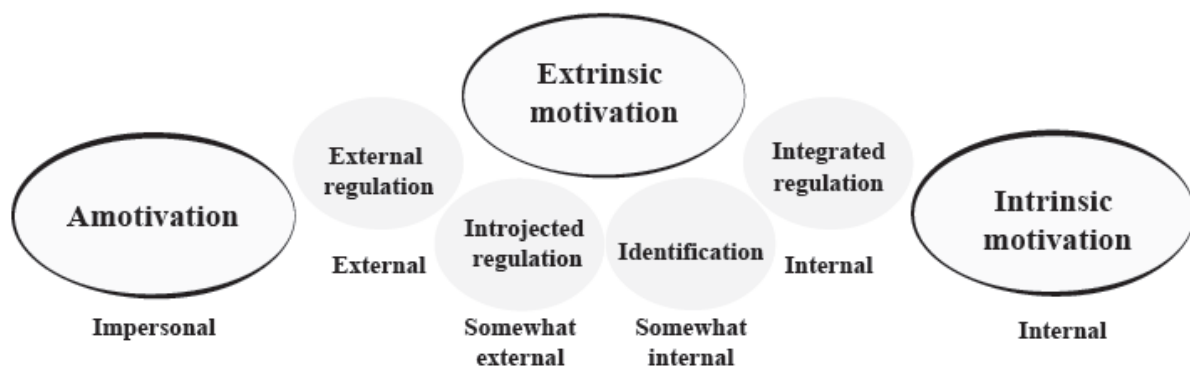 Extrinsic
motivation
External
regulation
Integrated
regulation
Amotivation
Introjected
regulation
Identification
Intrinsic
motivation
External
Internal
Impersonal
Somewhat
external
Somewhat
internal
Internal